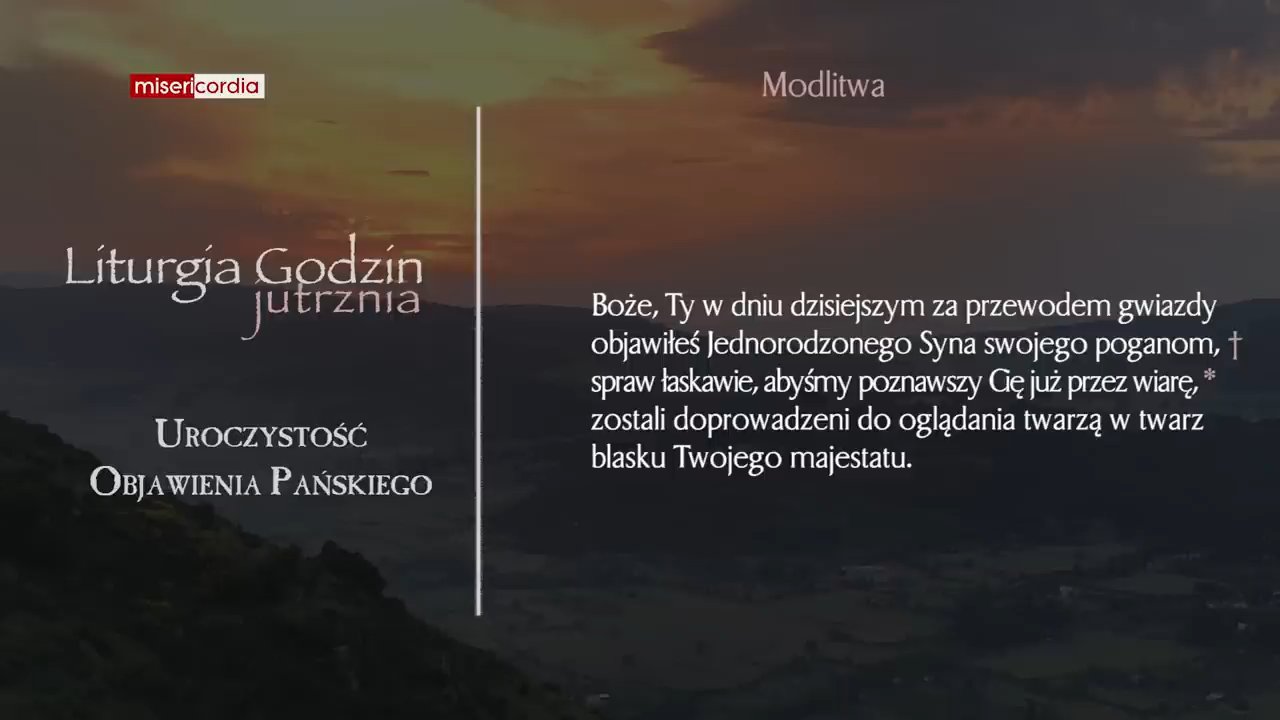 misericordia
Modlitwa
Liturgia Godzin
jutrznia
Uroczystość
Objawienia Pańskiego
Boże, Ty w dniu dzisiejszym za przewodem gwiazdy
objawiłeś Jednorodzonego Syna swojego poganom, †
spraw łaskawie, abyśmy poznawszy Cię już przez wiarę, *
zostali doprowadzeni do oglądania twarzą w twarz
blasku Twojego majestatu.